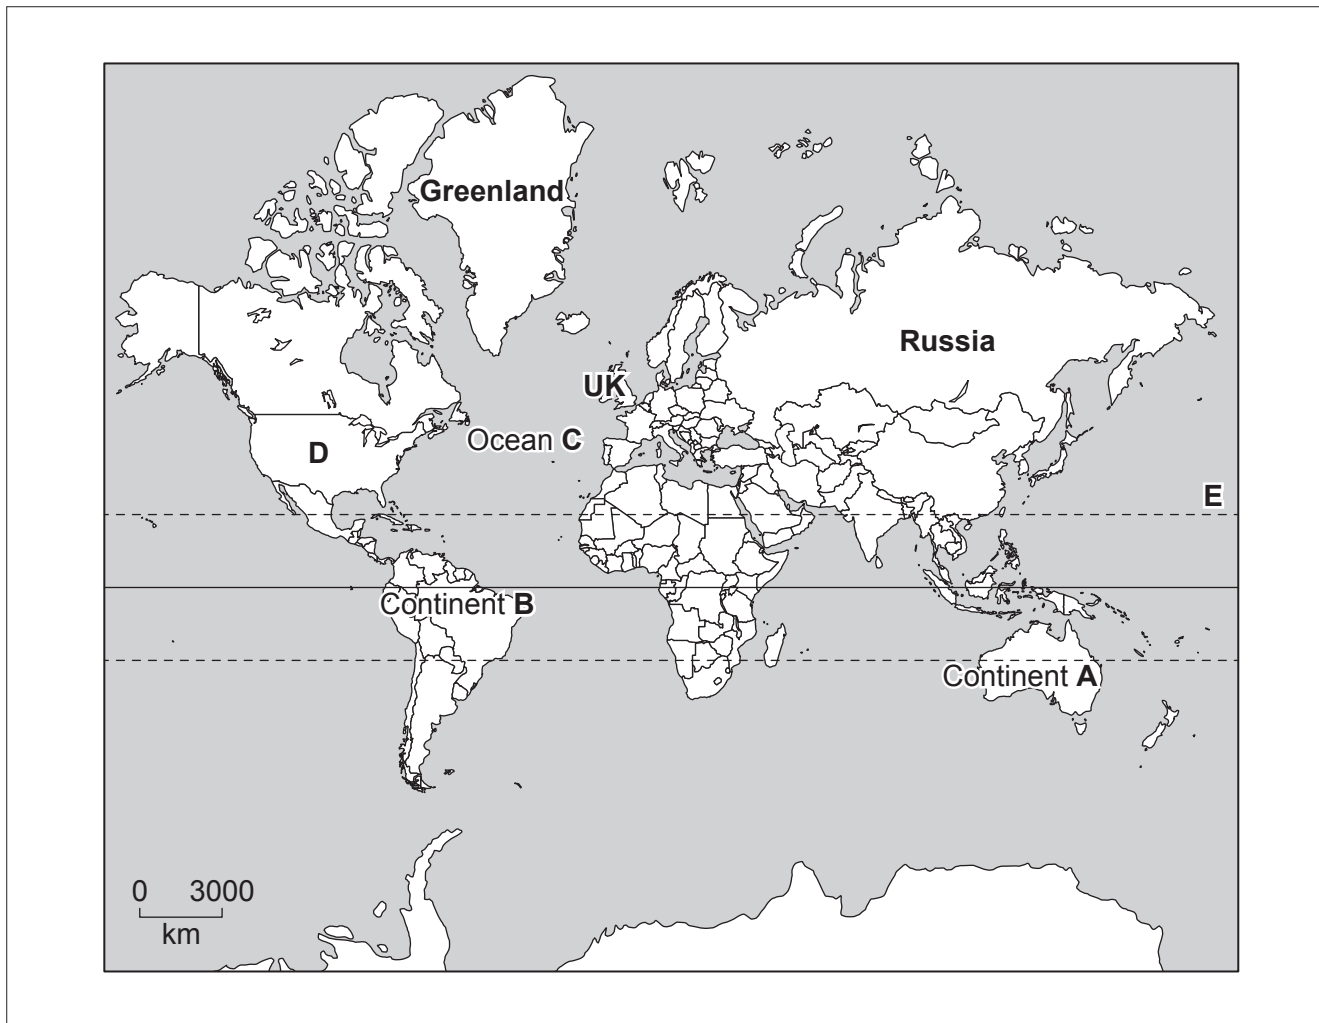 Greenland
Russia
UK
Ocean C
D
E
Continent B
Continent A
0 3000
km